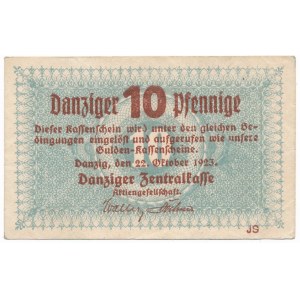 Danziger 10 Pfennige
Dieser Kassenschein wird unter den gleichen Be-
dingungen eingelöst und aufgerufen wie unsere
Gulden-Kassenscheine.
Danzig, den 22. Oktober 1923.
Danziger Zentralkasse
Aktiengesellschaft.
JS